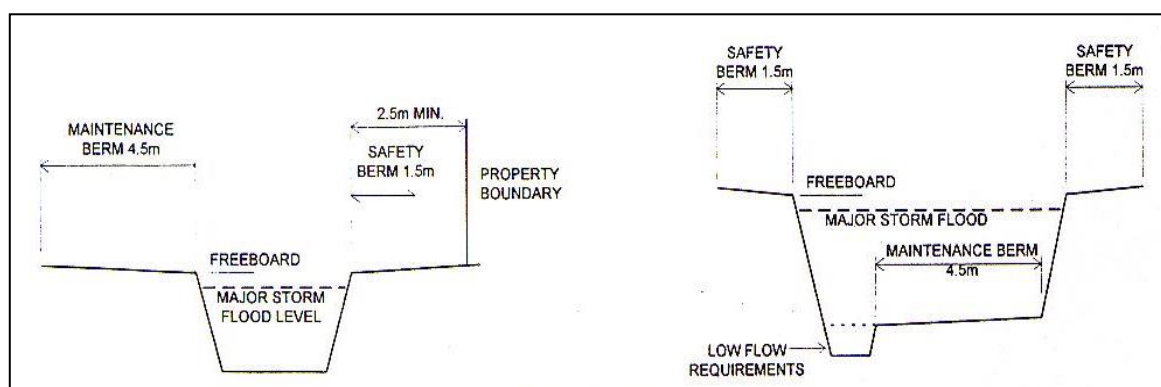 MAINTENANCE
BERM 4.5m
2.5m MIN.
SAFETY
BERM 1.5m
PROPERTY
BOUNDARY
FREEBOARD
MAJOR STORM
FLOOD LEVEL
SAFETY
BERM 1.5m
SAFETY
BERM 1.5m
FREEBOARD
MAJOR STORM FLOOD
MAINTENANCE BERM
4.5m
LOW FLOW
REQUIREMENTS